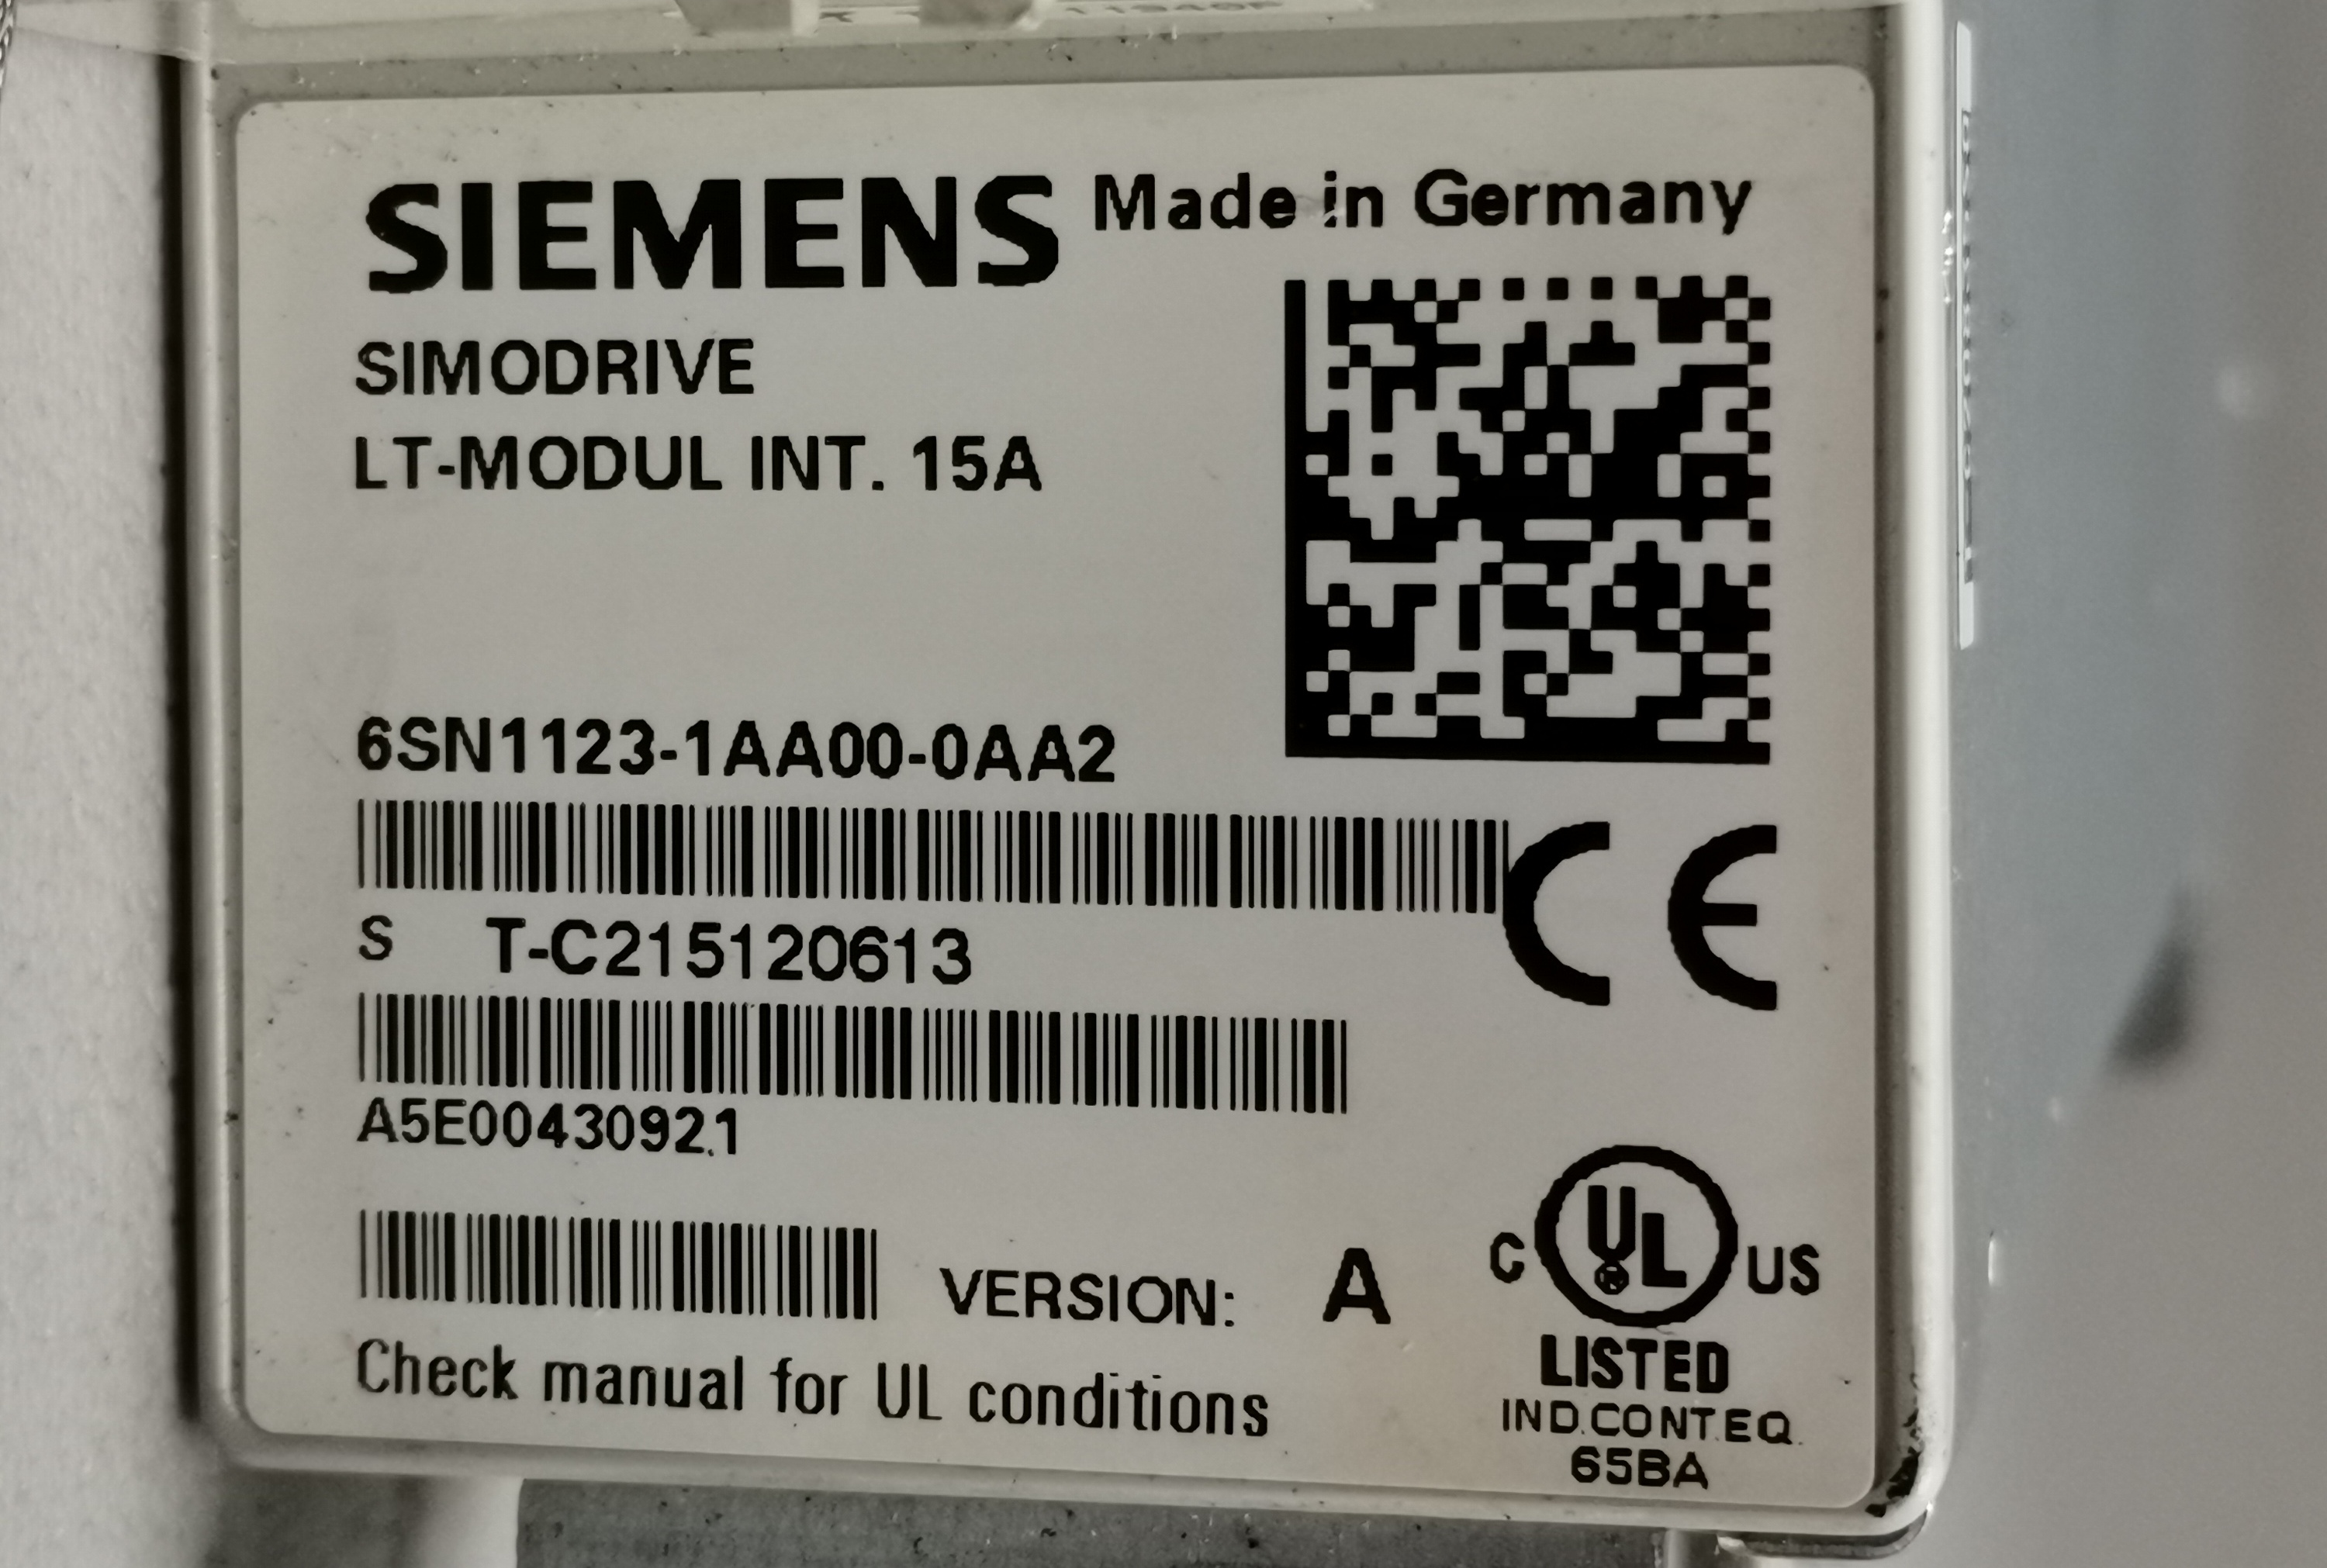 SIEMENS Made in Germany
SIMODRIVE
LT-MODUL INT. 15A
6SN1123-1AA00-0AA2
S T-C215120613
A5E00430921
VERSION: A
C UL US
LISTED
IND.CONT.EQ.
65BA
Check manual for UL conditions
CE